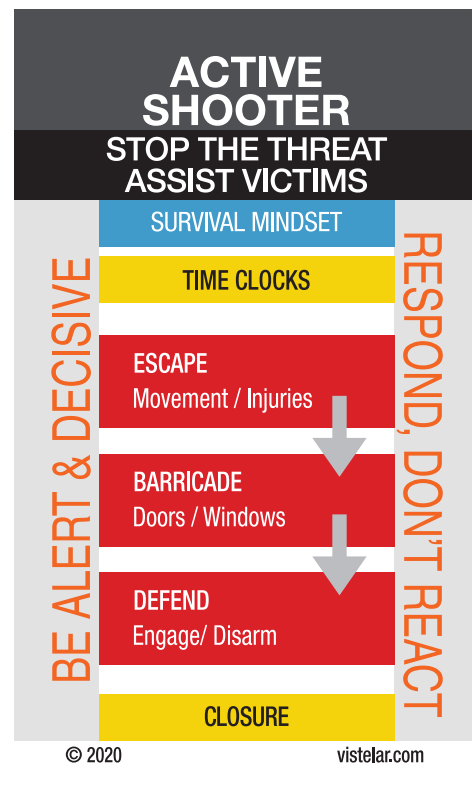 ACTIVE
SHOOTER
STOP THE THREAT
ASSIST VICTIMS
BE ALERT & DECISIVE
SURVIVAL MINDSET
TIME CLOCKS
ESCAPE
Movement / Injuries
BARRICADE
Doors / Windows
DEFEND
Engage/ Disarm
CLOSURE
RESPOND, DON'T REACT
© 2020
vistelar.com